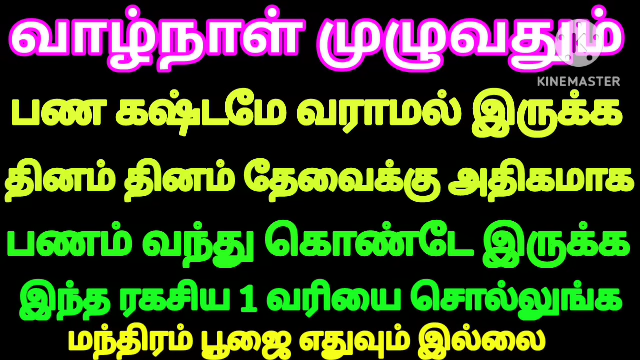 வாழ்நாள் முழுவதும்
KINEMASTER
பண கஷ்டமே வராமல் இருக்க
தினம் தினம் தேவைக்கு அதிகமாக
பணம் வந்து கொண்டே இருக்க
இந்த ரகசிய 1 வரியை சொல்லுங்க
மந்திரம் பூஜை எதுவும் இல்லை